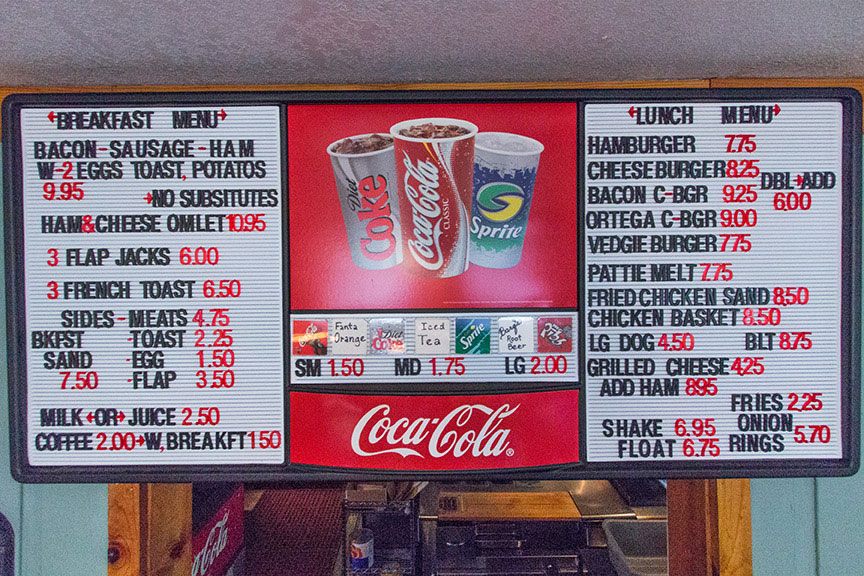 BREAKFAST MENU
BACON-SAUSAGE-HAM
W-2 EGGS TOAST, POTATOS
9.95 NO SUBSITUTES
HAM&CHEESE OMLET 10.95
3 FLAP JACKS 6.00
3 FRENCH TOAST 6.50
SIDES-MEATS 4.75
BKFST -TOAST 2.25
SAND -EGG 1.50
7.50 -FLAP 3.50
MILK OR JUICE 2.50
COFFEE 2.00 W, BREAKFT 1 50
Diet Coke
Coca-Cola
CLASSIC
Sprite
Fanta Orange
Diet Coke
Iced Tea
Sprite
Barq's Root Beer
SM 1.50 MD 1.75 LG 2.00
Coca-Cola
LUNCH MENU
HAMBURGER 7.75
CHEESEBURGER 8.25
BACON C-BGR 9.25
ORTEGA C-BGR 9.00
DBL ADD
6.00
VEDGIE BURGER 7.75
PATTIE MELT 7.75
FRIED CHICKEN SAND 8.50
CHICKEN BASKET 8.50
LG DOG 4.50 BLT 8.75
GRILLED CHEESE 4.25
ADD HAM 8.95
FRIES 2.25
SHAKE 6.95
FLOAT 6.75
ONION
RINGS 5.70
Coca-Cola